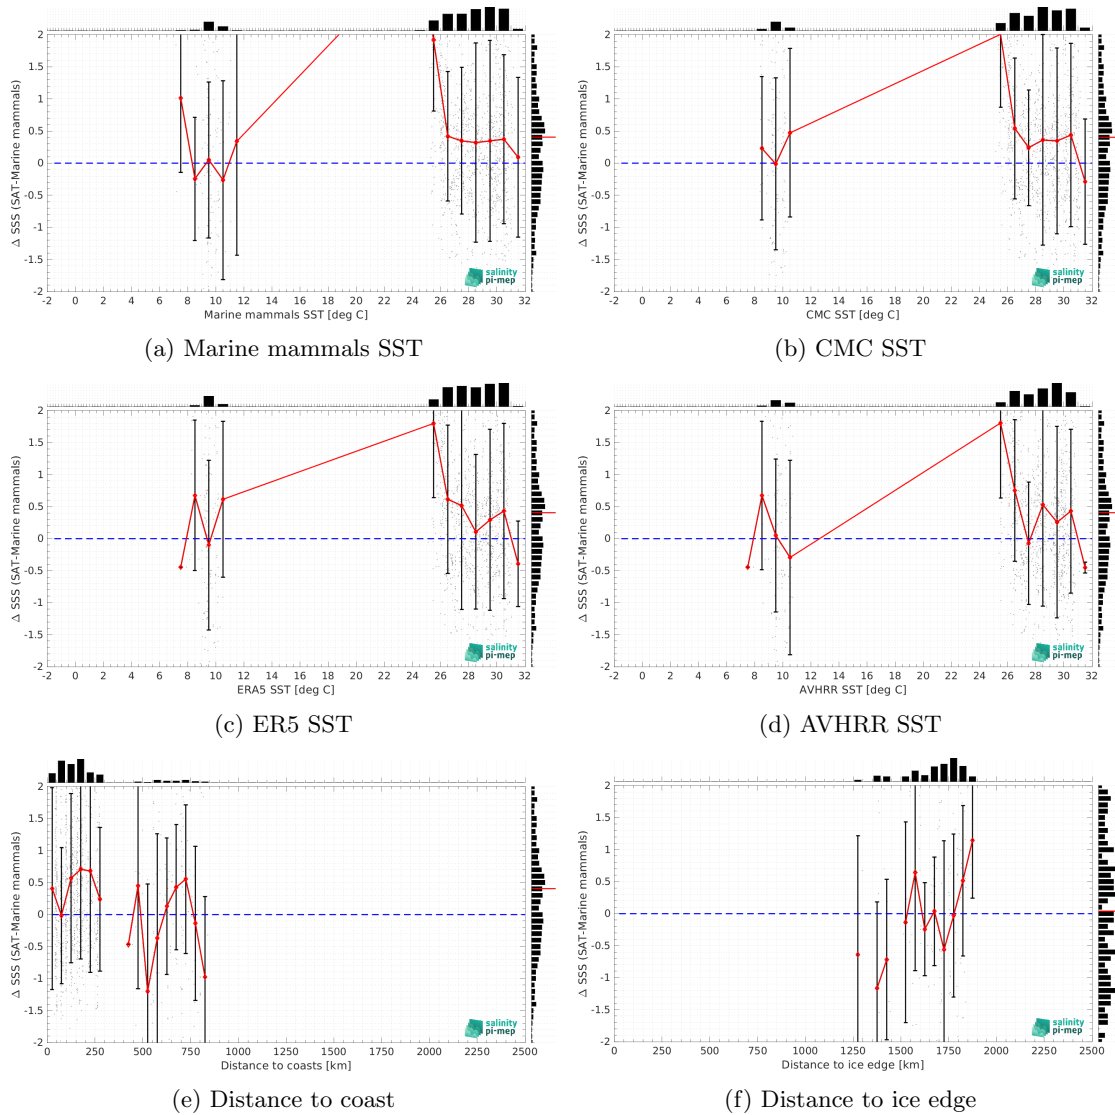 2
1.5
1
0.5
0
-0.5
-1
-1.5
-2
Δ SSS (SAT-Marine mammals)
salinity
pi-mep
-2 0 2 4 6 8 10 12 14 16 18 20 22 24 26 28 30 32
Marine mammals SST [deg C]
(a) Marine mammals SST
2
1.5
1
0.5
0
-0.5
-1
-1.5
-2
Δ SSS (SAT-Marine mammals)
salinity
pi-mep
-2 0 2 4 6 8 10 12 14 16 18 20 22 24 26 28 30 32
CMC SST [deg C]
(b) CMC SST
2
1.5
1
0.5
0
-0.5
-1
-1.5
-2
Δ SSS (SAT-Marine mammals)
salinity
pi-mep
-2 0 2 4 6 8 10 12 14 16 18 20 22 24 26 28 30 32
ERA5 SST [deg C]
(c) ER5 SST
2
1.5
1
0.5
0
-0.5
-1
-1.5
-2
Δ SSS (SAT-Marine mammals)
salinity
pi-mep
-2 0 2 4 6 8 10 12 14 16 18 20 22 24 26 28 30 32
AVHRR SST [deg C]
(d) AVHRR SST
2
1.5
1
0.5
0
-0.5
-1
-1.5
-2
Δ SSS (SAT-Marine mammals)
salinity
pi-mep
0 250 500 750 1000 1250 1500 1750 2000 2250 2500
Distance to coasts [km]
(e) Distance to coast
2
1.5
1
0.5
0
-0.5
-1
-1.5
-2
Δ SSS (SAT-Marine mammals)
salinity
pi-mep
0 250 500 750 1000 1250 1500 1750 2000 2250 2500
Distance to ice edge [km]
(f) Distance to ice edge